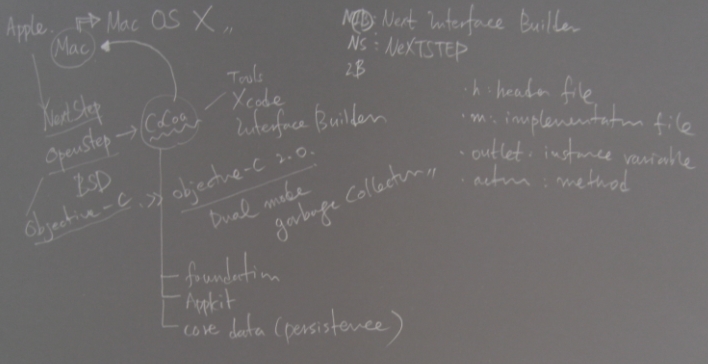 Apple. ⇒ Mac OS X „
Mac
NextStep
Openstep → Cocoa
BSD
Objective-C. » objective-C 2.0.
Tools
Xcode
Interface Builder
Dual mode
garbage Collection „
foundation
Appkit
core data (persistence)
NIB: Next Interface Builder
NS: NeXTSTEP
.h: header file
.m: implementation file
. outlet: instance variable
. action: method